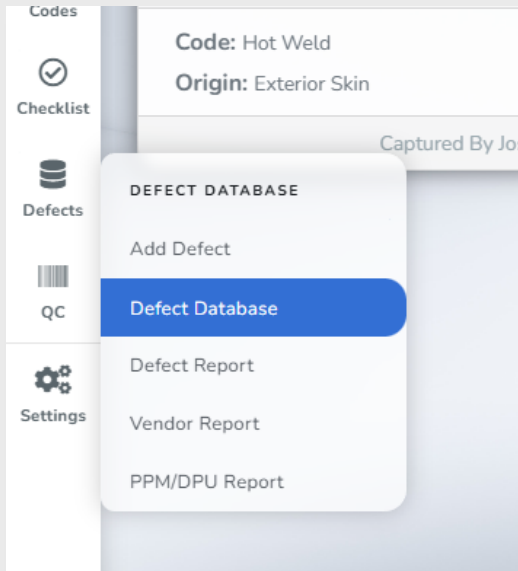 Codes
Code: Hot Weld
Origin: Exterior Skin
Captured By
Checklist
Defects
QC
Settings
DEFECT DATABASE
Add Defect
Defect Database
Defect Report
Vendor Report
PPM/DPU Report